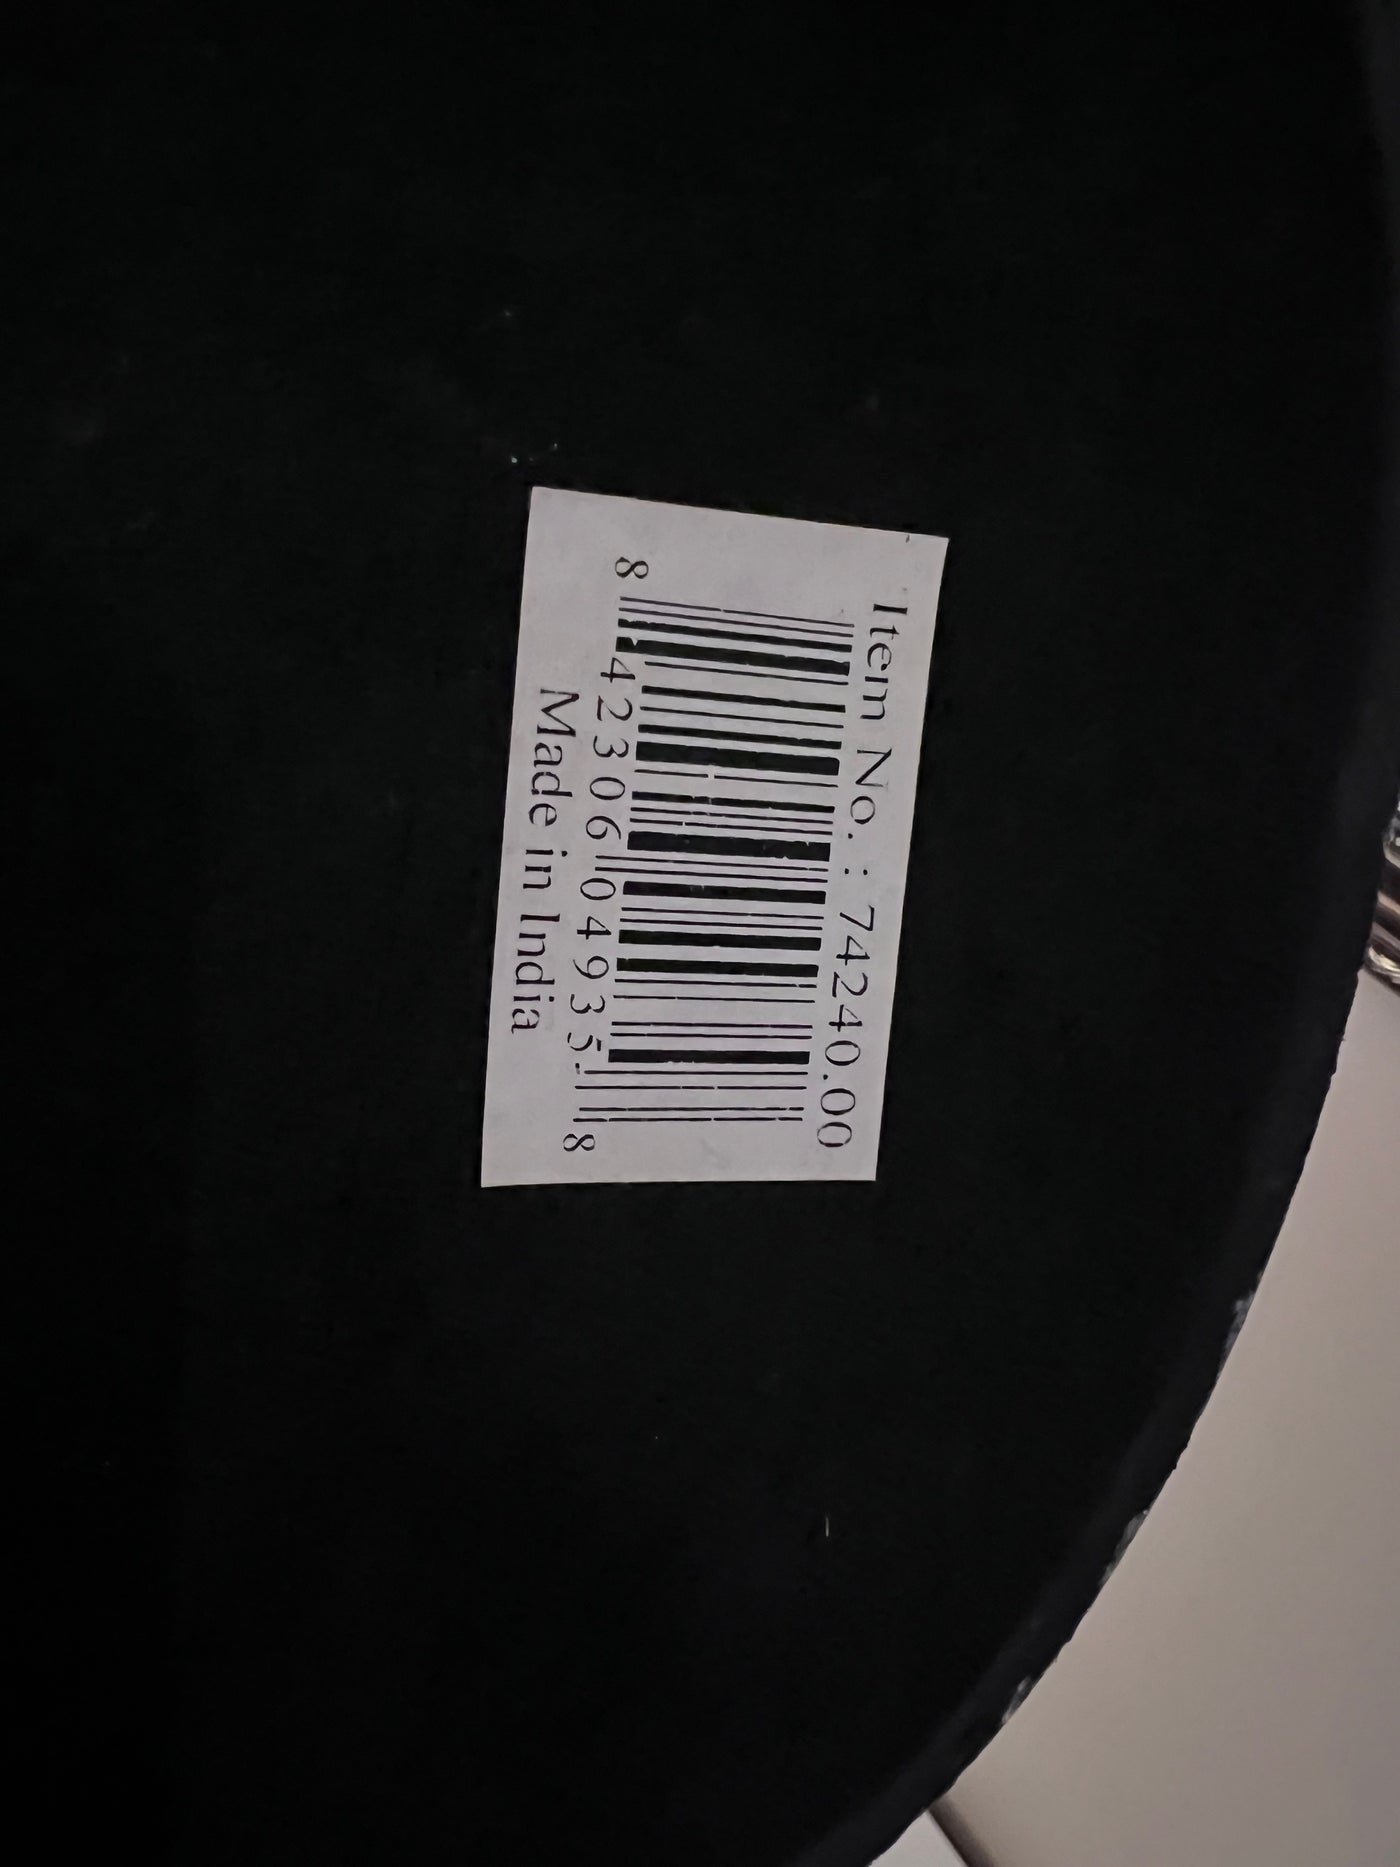 Item No. : 74240.00
8 42306 04935 8
Made in India